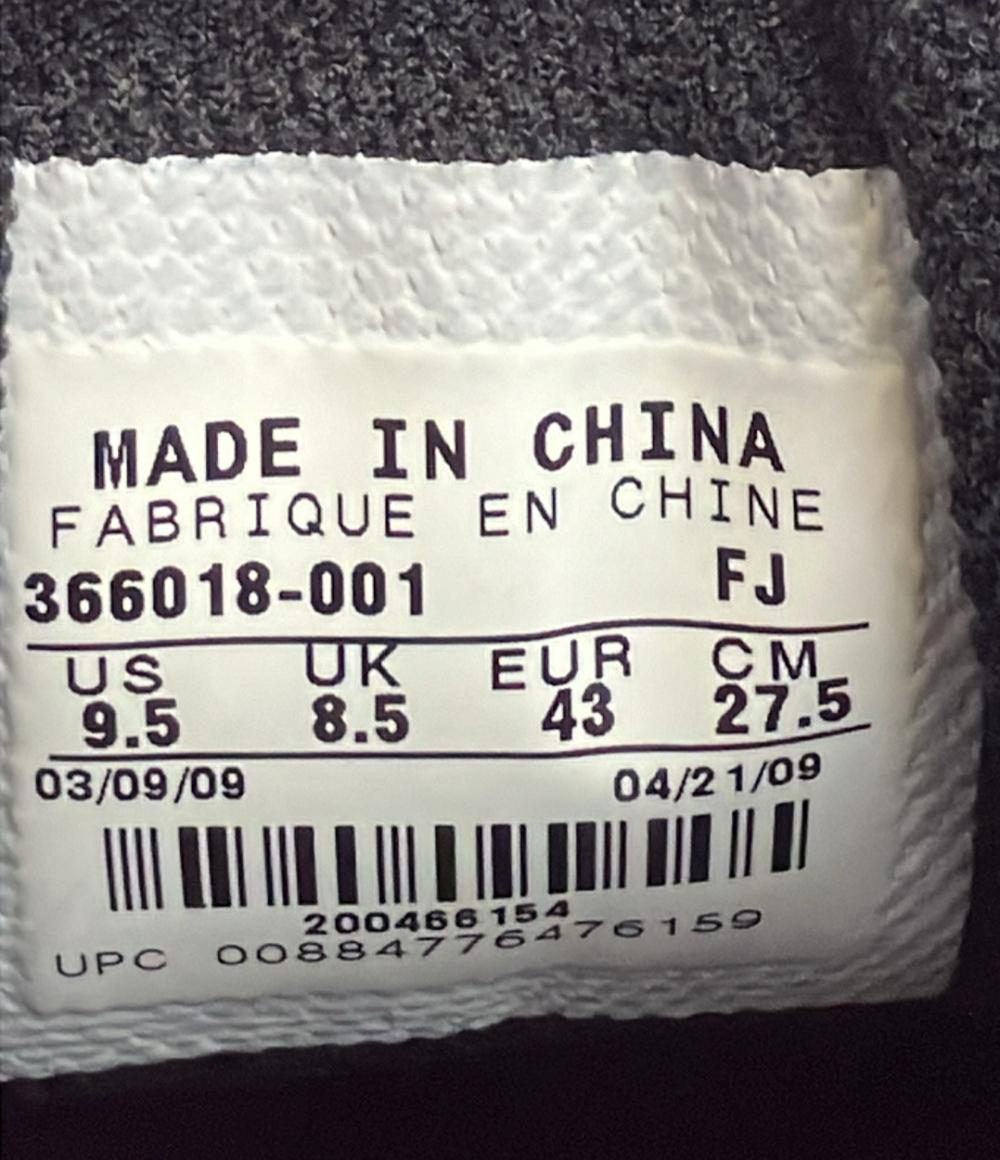 MADE IN CHINA
FABRIQUE EN CHINE
366018-001 FJ
US UK EUR CM
9.5 8.5 43 27.5
03/09/09 04/21/09
200466154
UPC 00884776476159